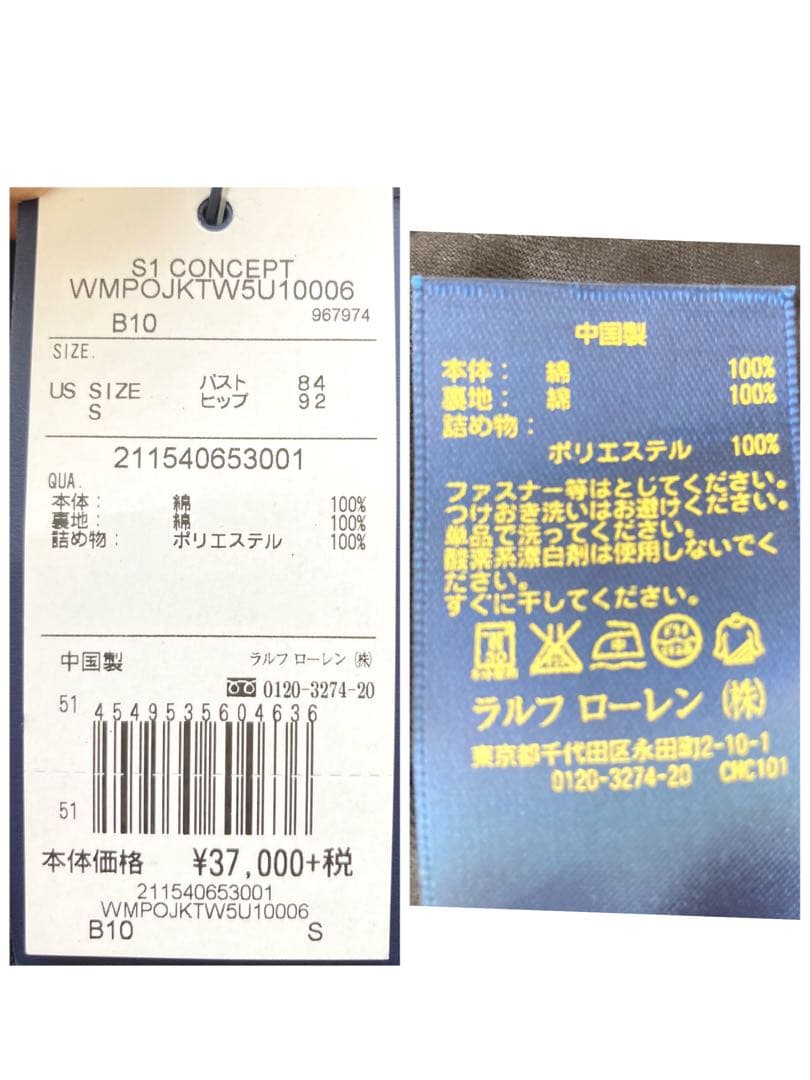 S1 CONCEPT
WMPOJKTW5U10006
B10 967974
SIZE.
US SIZE バスト 84
S ヒップ 92
211540653001
QUA.
本体: 綿 100%
裏地: 綿 100%
詰め物: ポリエステル 100%
中国製 ラルフ ローレン(株)
0120-3274-20
51 4549535604636
51
本体価格 ¥37,000+税
211540653001
WMPOJKTW5U10006
B10 S
中国製
本体: 綿 100%
裏地: 綿 100%
詰め物:
ポリエステル 100%
ファスナー等はとじてください。
つけおき洗いはお避けください。
単品で洗ってください。
酸素系漂白剤は使用しないでく
ださい。
すぐに干してください。
ラルフ ローレン(株)
東京都千代田区永田町2-10-1
0120-3274-20 CMC101